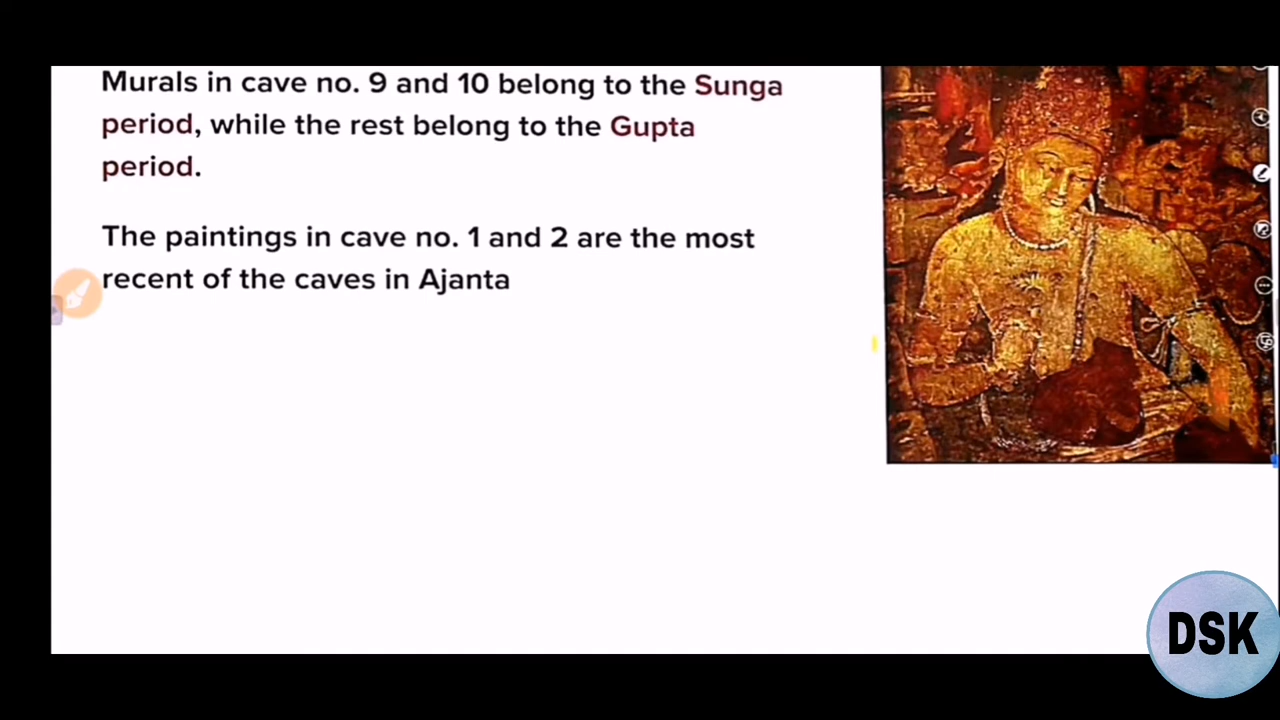 Murals in cave no. 9 and 10 belong to the Sunga
period, while the rest belong to the Gupta
period.
The paintings in cave no. 1 and 2 are the most
recent of the caves in Ajanta
DSK